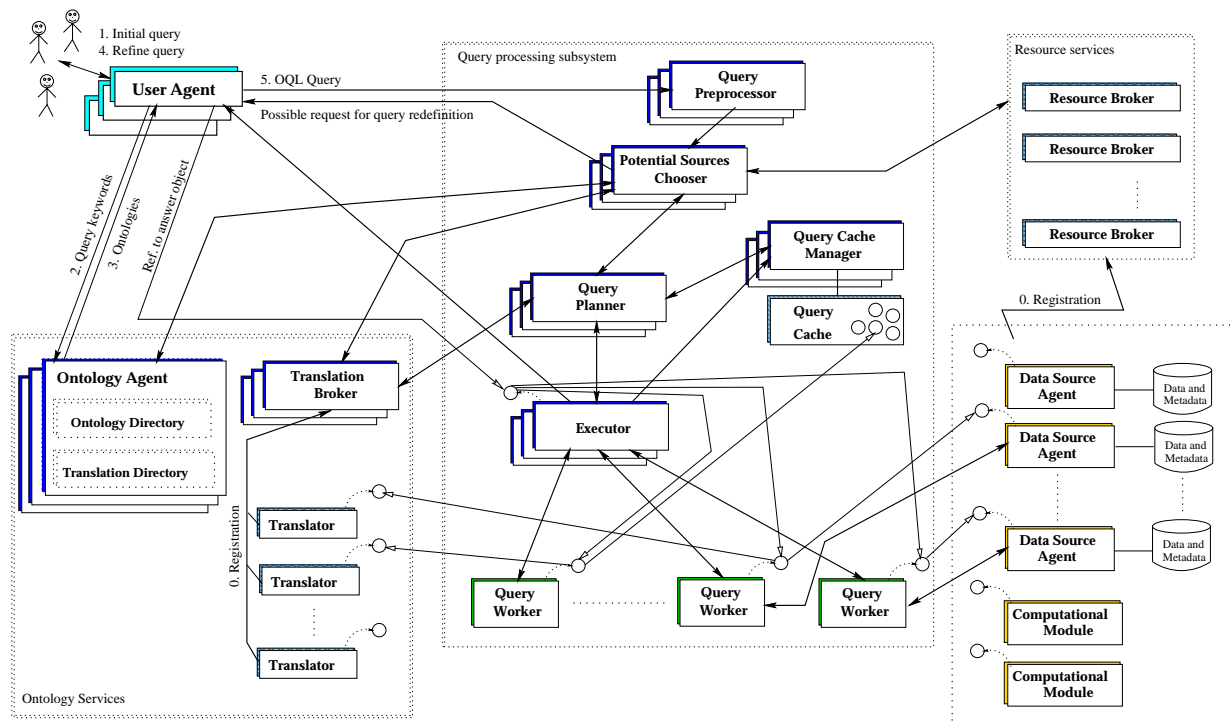 1. Initial query
4. Refine query
User Agent
5. OQL Query
Possible request for query redefinition
2. Query keywords
3. Ontologies
Ref. to answer object
Query processing subsystem
Query
Preprocessor
Potential Sources
Chooser
Query Cache
Manager
Query
Cache
Query
Planner
Executor
Query
Worker
Query
Worker
Query
Worker
Resource services
Resource Broker
Resource Broker
Resource Broker
0. Registration
Ontology Agent
Ontology Directory
Translation Directory
Translation
Broker
0. Registration
Translator
Translator
Translator
Ontology Services
Data Source
Agent
Data and
Metadata
Data Source
Agent
Data and
Metadata
Data Source
Agent
Data and
Metadata
Computational
Module
Computational
Module